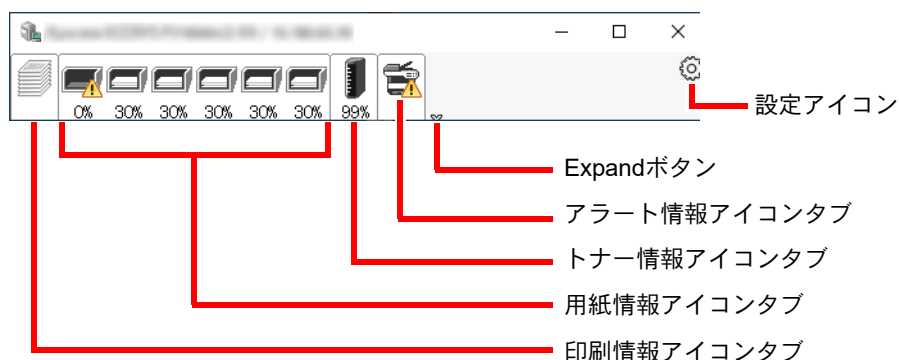 0% 30% 30% 30% 30% 30% 99%
設定アイコン
Expandボタン
アラート情報アイコンタブ
トナー情報アイコンタブ
用紙情報アイコンタブ
印刷情報アイコンタブ